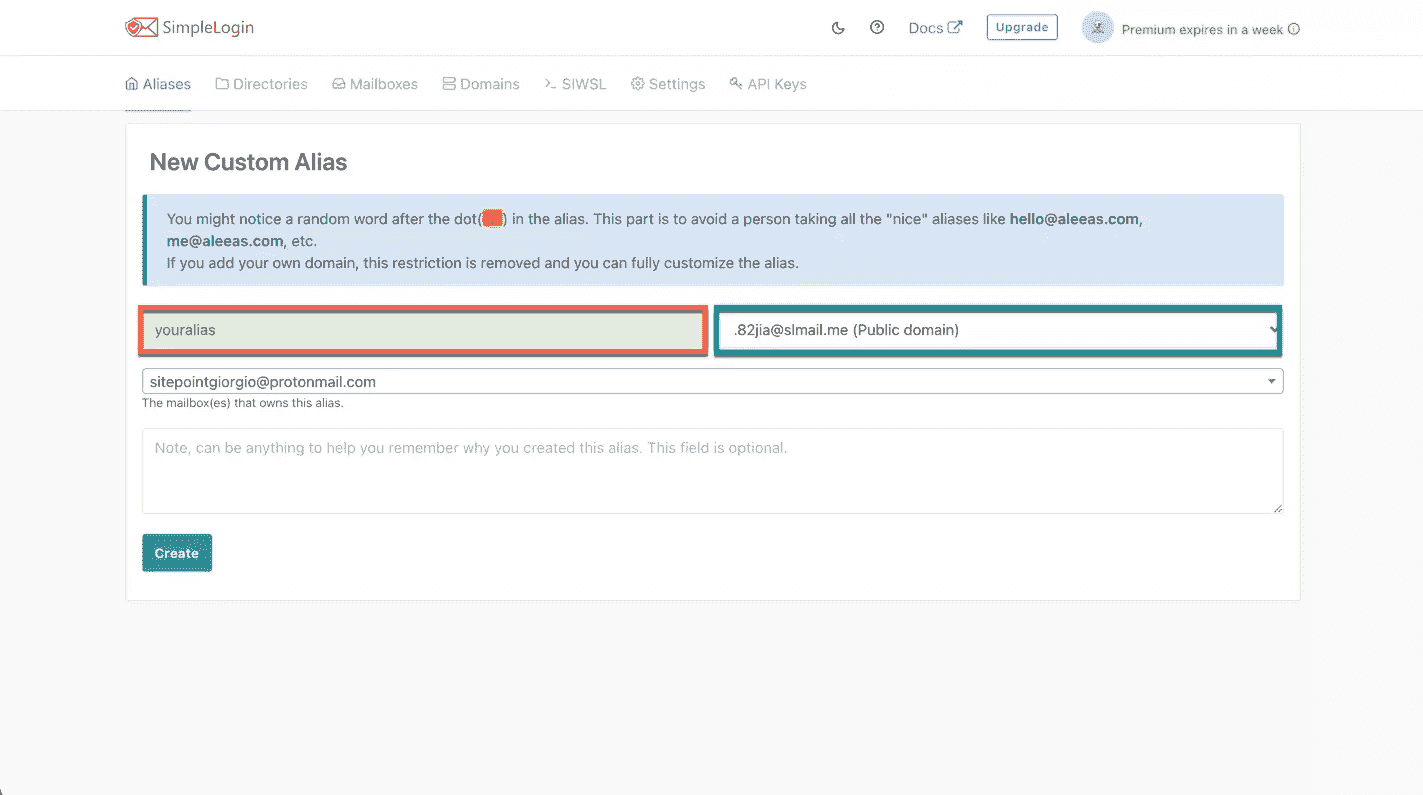 SimpleLogin
Docs
Upgrade
Premium expires in a week
Aliases
Directories
Mailboxes
Domains
SIWSL
Settings
API Keys
New Custom Alias
You might notice a random word after the dot( ) in the alias. This part is to avoid a person taking all the "nice" aliases like hello@aleeas.com,
me@aleeas.com, etc.
If you add your own domain, this restriction is removed and you can fully customize the alias.
youralias
.82jia@slmail.me (Public domain)
sitepointgiorgio@protonmail.com
The mailbox(es) that owns this alias.
Note, can be anything to help you remember why you created this alias. This field is optional.
Create